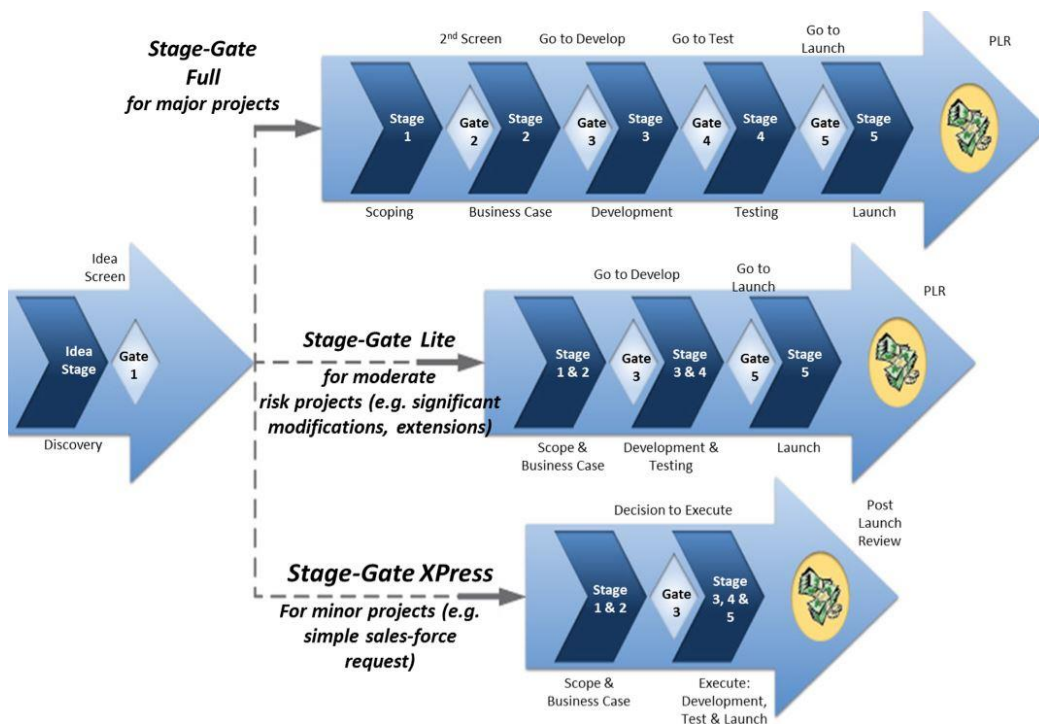 Stage-Gate
Full
for major projects
2nd Screen
Go to Develop
Go to Test
Go to
Launch
PLR
Stage
1
Gate
2
Stage
2
Gate
3
Stage
3
Gate
4
Stage
4
Gate
5
Stage
5
Scoping
Business Case
Development
Testing
Launch
Idea
Screen
Idea
Stage
Gate
1
Discovery
Stage-Gate Lite
for moderate
risk projects (e.g. significant
modifications, extensions)
Go to Develop
Go to
Launch
PLR
Stage
1 & 2
Gate
3
Stage
3 & 4
Gate
5
Stage
5
Scope &
Business Case
Development &
Testing
Launch
Stage-Gate XPress
For minor projects (e.g.
simple sales-force
request)
Decision to Execute
Post
Launch
Review
Stage
1 & 2
Gate
3
Stage
3, 4 &
5
Scope &
Business Case
Execute:
Development,
Test & Launch